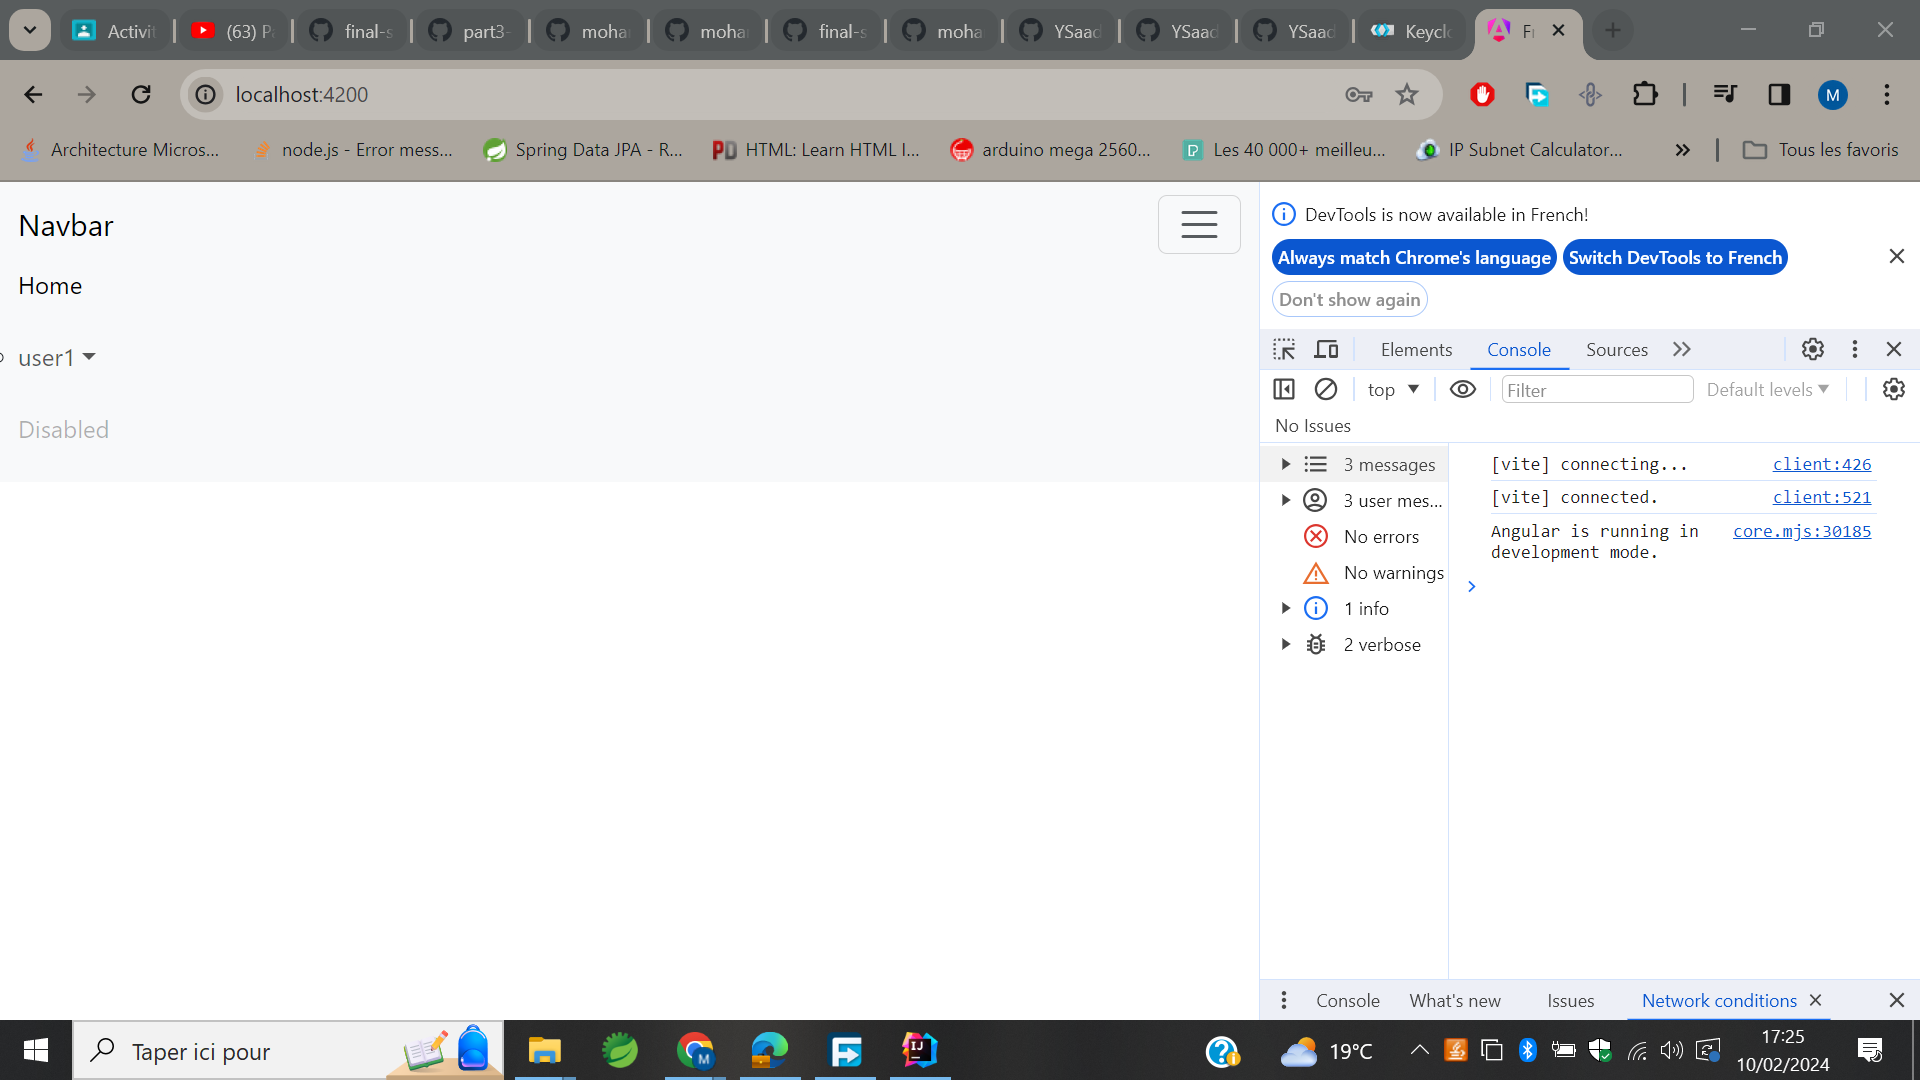 Activit
(63) Pa
final-s
part3-
mohar
mohar
final-s
moha
YSaad
YSaad
YSaad
Keyclo
Fr
localhost:4200
M
Architecture Micros...
node.js - Error mess...
Spring Data JPA - R...
HTML: Learn HTML I...
arduino mega 2560...
Les 40 000+ meilleu...
IP Subnet Calculator...
Tous les favoris
Navbar
Home
user1
Disabled
DevTools is now available in French!
Always match Chrome's language
Switch DevTools to French
Don't show again
Elements
Console
Sources
top
Filter
Default levels
No Issues
3 messages
3 user mes...
No errors
No warnings
1 info
2 verbose
[vite] connecting... client:426
[vite] connected. client:521
Angular is running in core.mjs:30185
development mode.
Console
What's new
Issues
Network conditions
Taper ici pour
19°C
17:25
10/02/2024